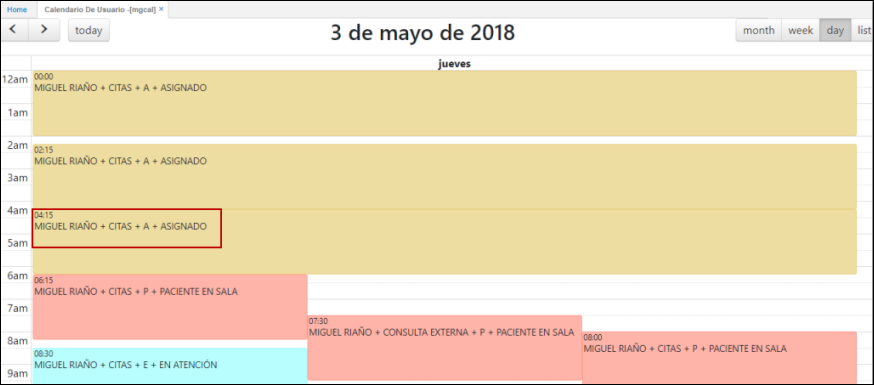 Home
Calendario De Usuario -[mgcal] ×
< > today
3 de mayo de 2018
month week day list
jueves
12am
00:00
MIGUEL RIAÑO + CITAS + A + ASIGNADO
1am
2am
02:15
MIGUEL RIAÑO + CITAS + A + ASIGNADO
3am
4am
04:15
MIGUEL RIAÑO + CITAS + A + ASIGNADO
5am
6am
06:15
MIGUEL RIAÑO + CITAS + P + PACIENTE EN SALA
7am
07:30
MIGUEL RIAÑO + CONSULTA EXTERNA + P + PACIENTE EN SALA
8am
08:00
MIGUEL RIAÑO + CITAS + P + PACIENTE EN SALA
08:30
MIGUEL RIAÑO + CITAS + E + EN ATENCIÓN
9am